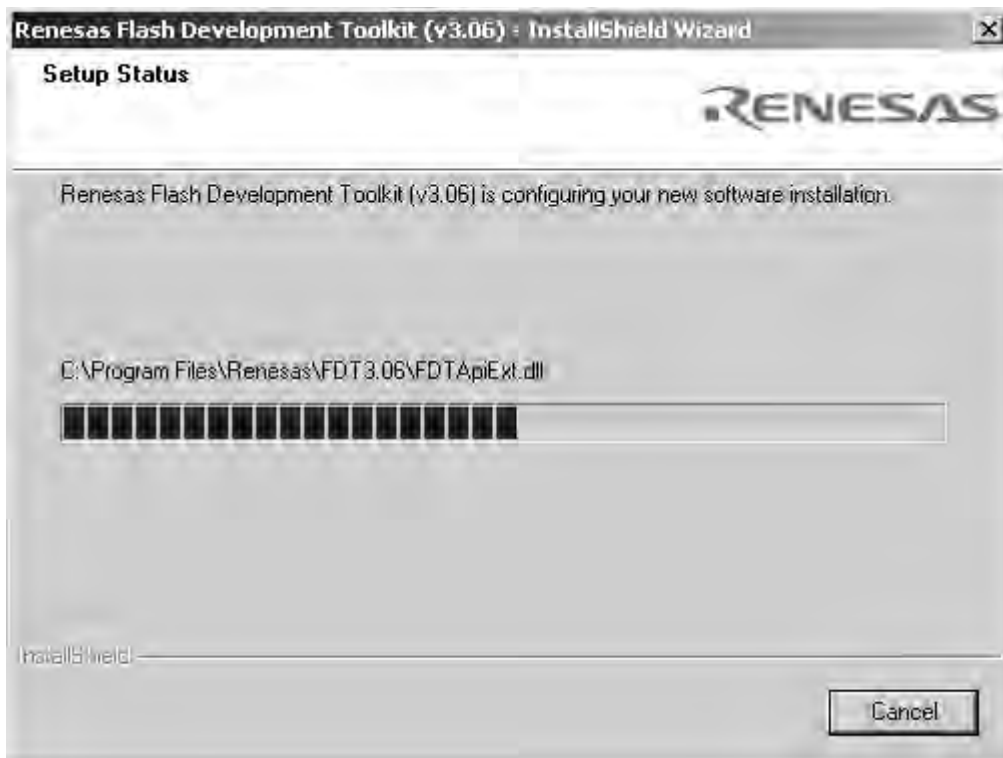 Renesas Flash Development Toolkit (v3.06) - InstallShield Wizard
Setup Status
RENESAS
Renesas Flash Development Toolkit (v3.06) is configuring your new software installation.
C:\Program Files\Renesas\FDT3.06\FDTApiExt.dll
InstallShield
Cancel